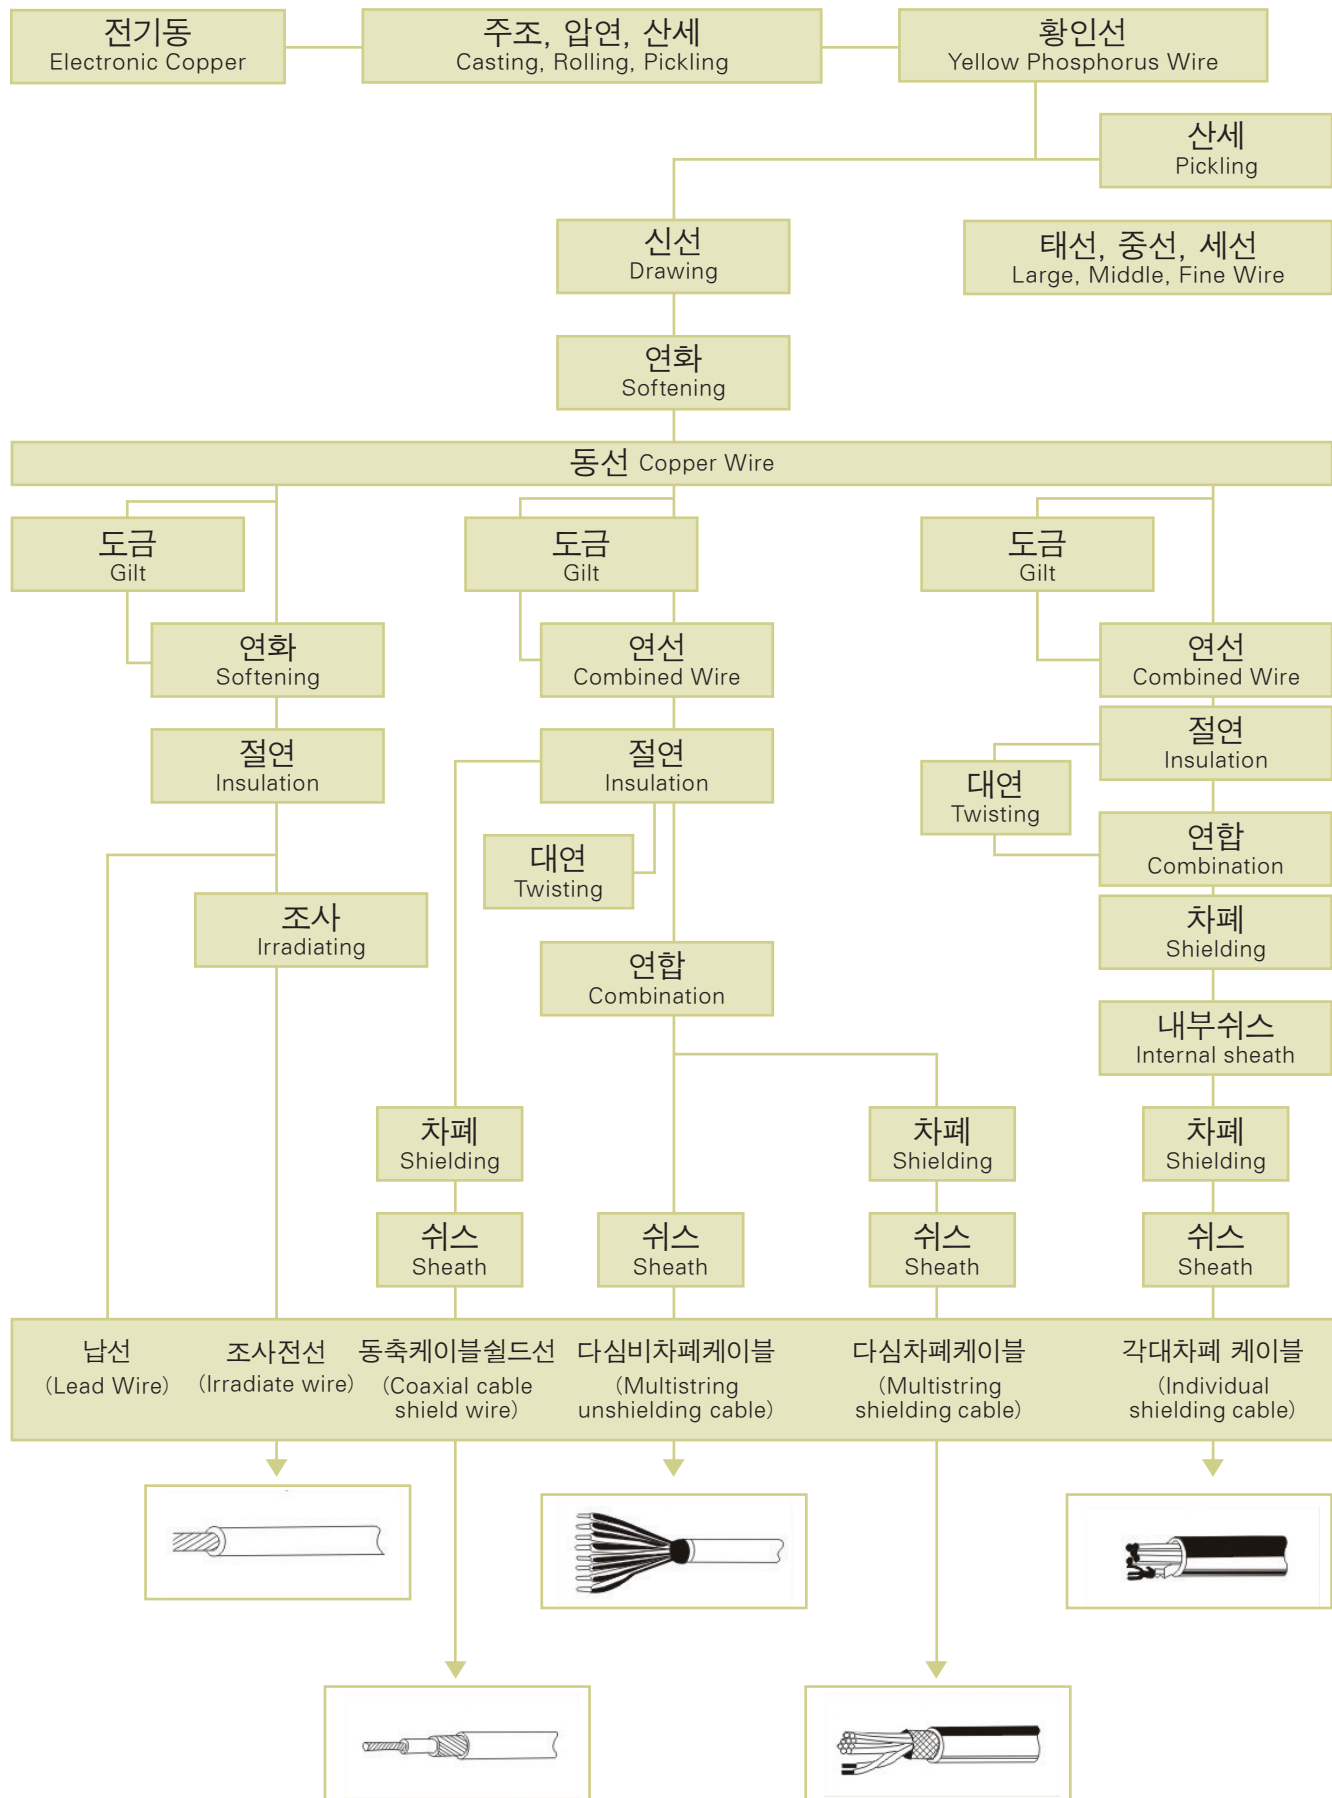 전기동
Electronic Copper
주조, 압연, 산세
Casting, Rolling, Pickling
황인선
Yellow Phosphorus Wire
산세
Pickling
신선
Drawing
태선, 중선, 세선
Large, Middle, Fine Wire
연화
Softening
동선 Copper Wire
도금
Gilt
도금
Gilt
도금
Gilt
연화
Softening
연선
Combined Wire
연선
Combined Wire
절연
Insulation
절연
Insulation
절연
Insulation
대연
Twisting
대연
Twisting
연합
Combination
조사
Irradiating
차폐
Shielding
연합
Combination
내부쉬스
Internal sheath
차폐
Shielding
차폐
Shielding
차폐
Shielding
쉬스
Sheath
쉬스
Sheath
쉬스
Sheath
쉬스
Sheath
납선
(Lead Wire)
조사전선
(Irradiate wire)
동축케이블쉴드선
(Coaxial cable
shield wire)
다심비차폐케이블
(Multistring
unshielding cable)
다심차폐케이블
(Multistring
shielding cable)
각대차폐 케이블
(Individual
shielding cable)